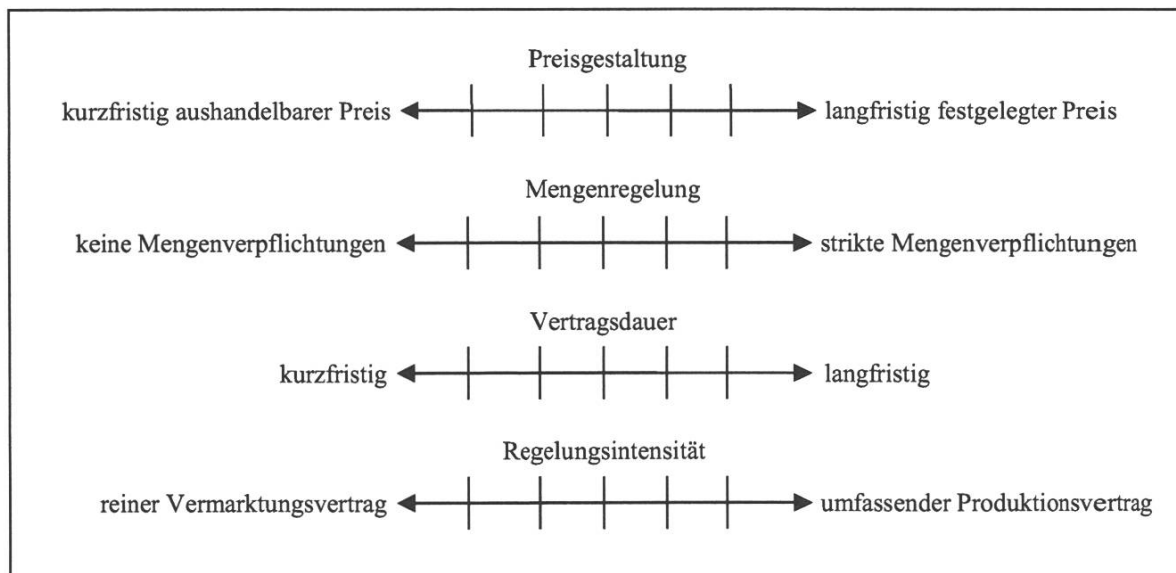 Preisgestaltung
kurzfristig aushandelbarer Preis langfristig festgelegter Preis
Mengenregelung
keine Mengenverpflichtungen strikte Mengenverpflichtungen
Vertragsdauer
kurzfristig langfristig
Regelungsintensität
reiner Vermarktungsvertrag umfassender Produktionsvertrag